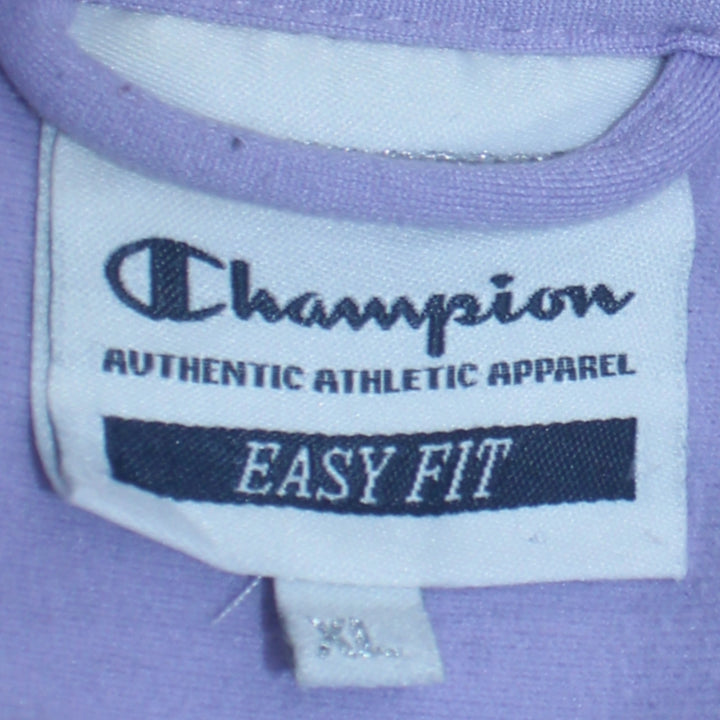 Champion
AUTHENTIC ATHLETIC APPAREL
EASY FIT
XL